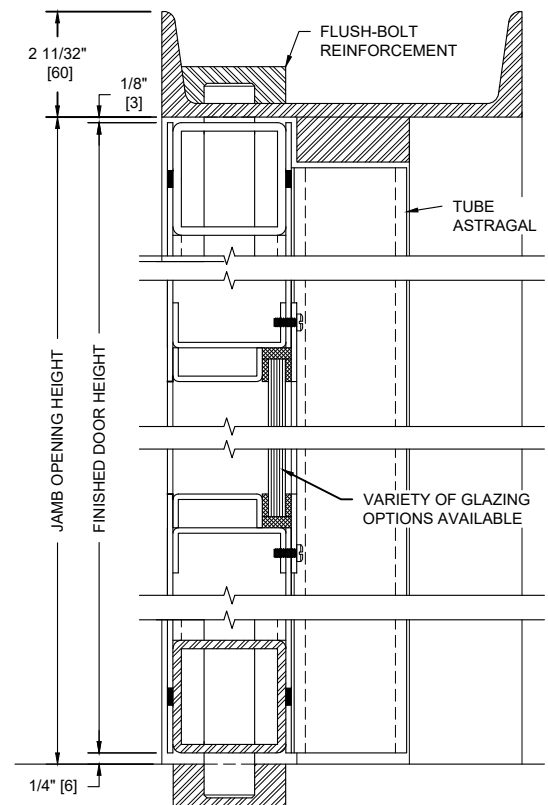 2 11/32"
[60]
1/8"
[3]
FLUSH-BOLT
REINFORCEMENT
TUBE
ASTRAGAL
JAMB OPENING HEIGHT
FINISHED DOOR HEIGHT
VARIETY OF GLAZING
OPTIONS AVAILABLE
1/4" [6]